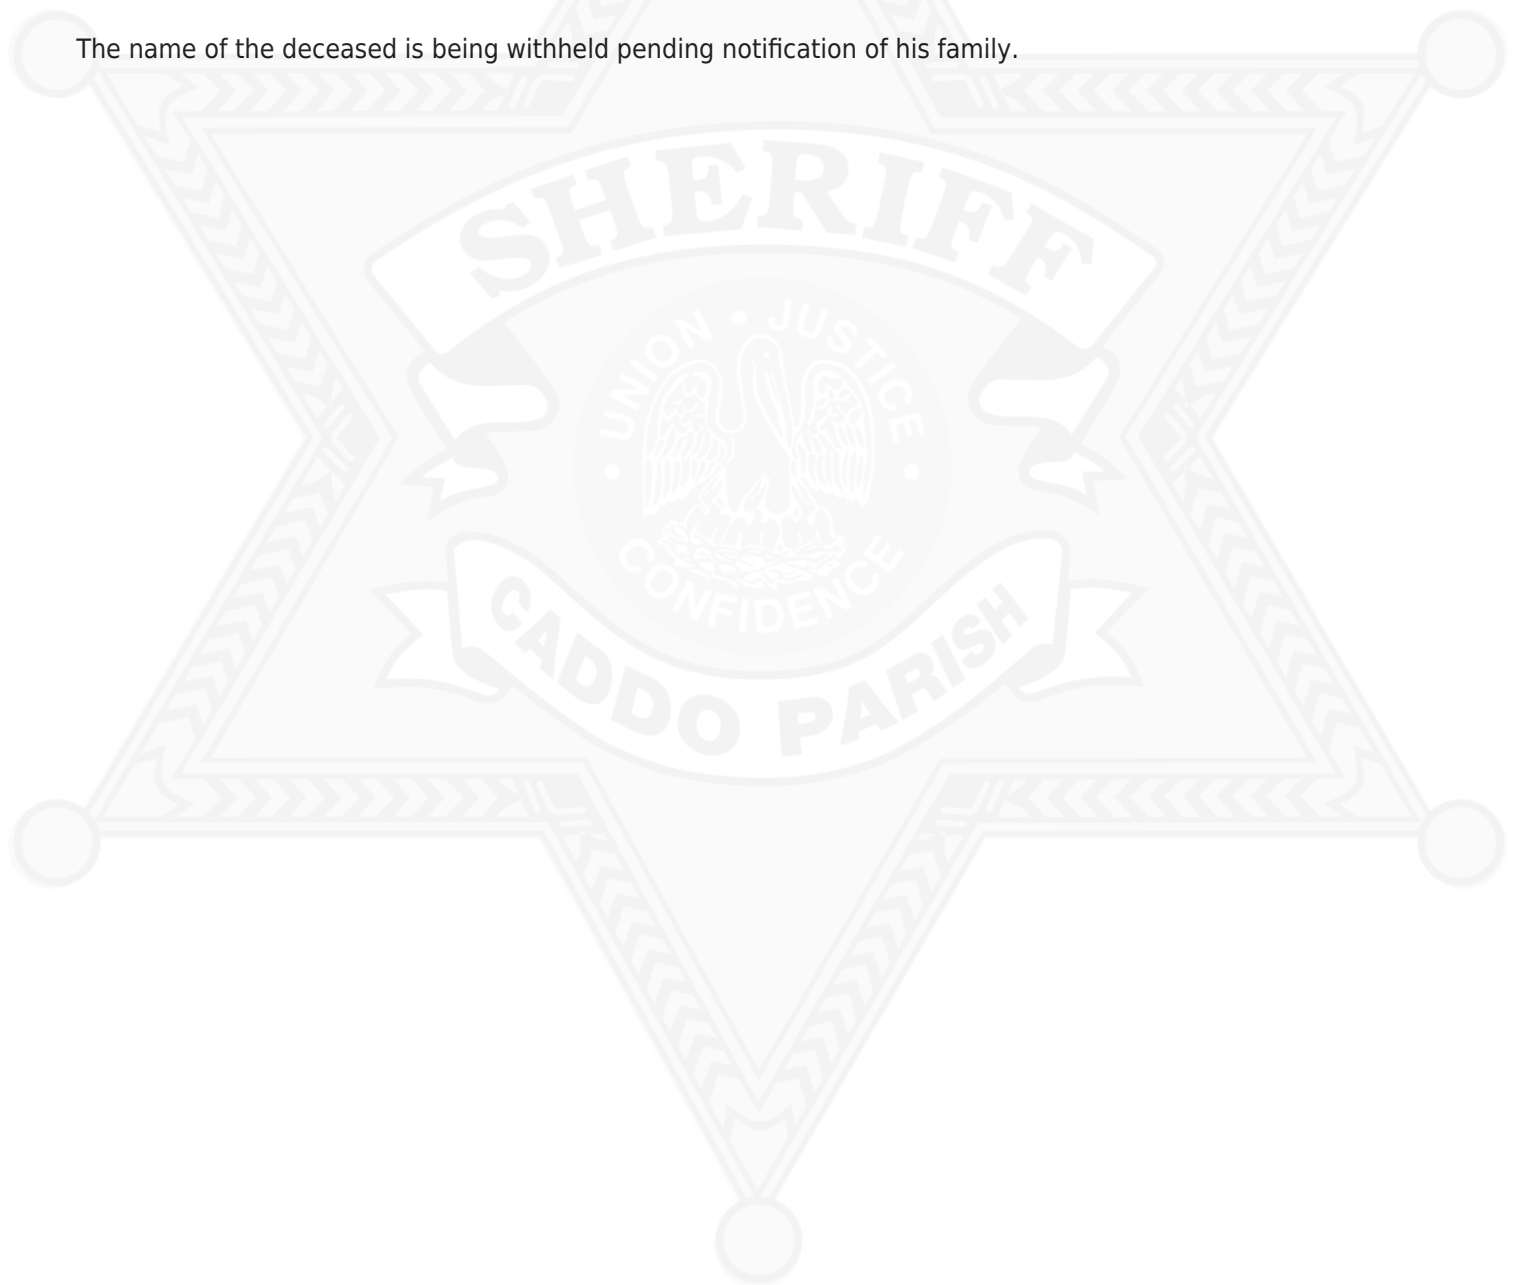 The name of the deceased is being withheld pending notification of his family.
SHERIFF
UNION • JUSTICE
• CONFIDENCE •
CADDO PARISH